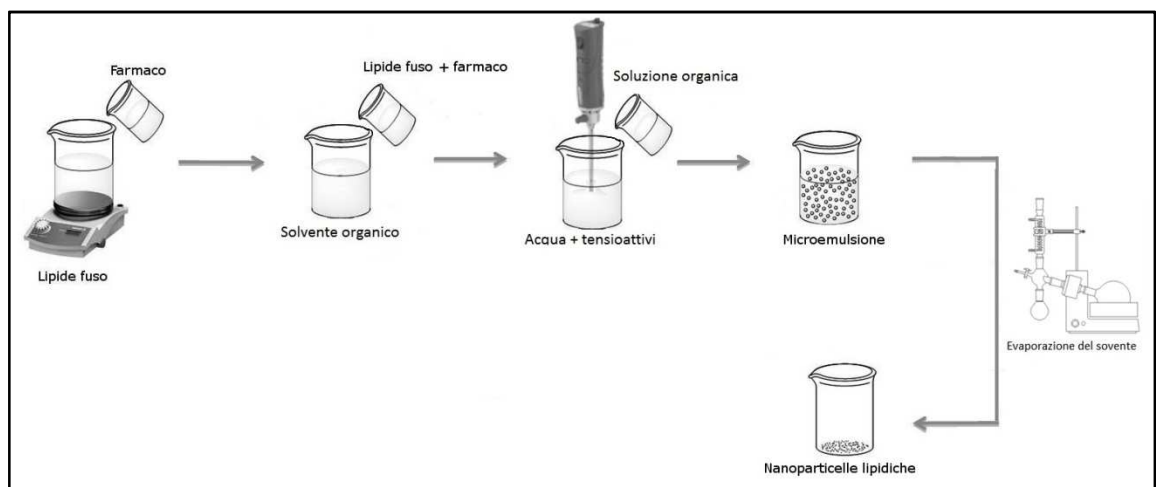 Farmaco
Lipide fuso
Lipide fuso + farmaco
Solvente organico
Soluzione organica
Acqua + tensioattivi
Microemulsione
Evaporazione del sovente
Nanoparticelle lipidiche